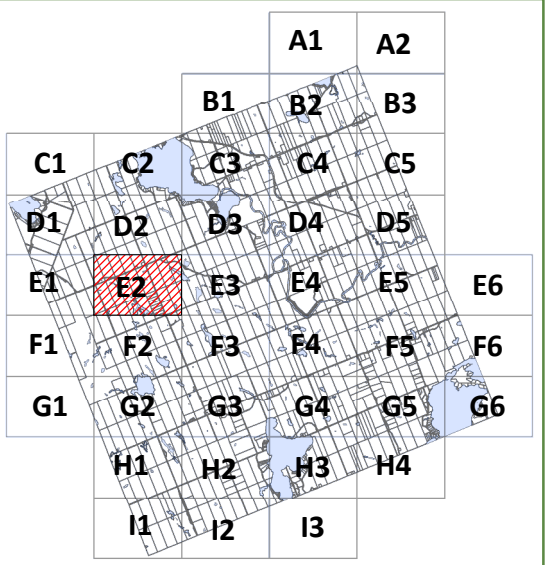 A1 A2
B1 B2 B3
C1 C2 C3 C4 C5
D1 D2 D3 D4 D5
E1 E2 E3 E4 E5 E6
F1 F2 F3 F4 F5 F6
G1 G2 G3 G4 G5 G6
H1 H2 H3 H4
I1 I2 I3